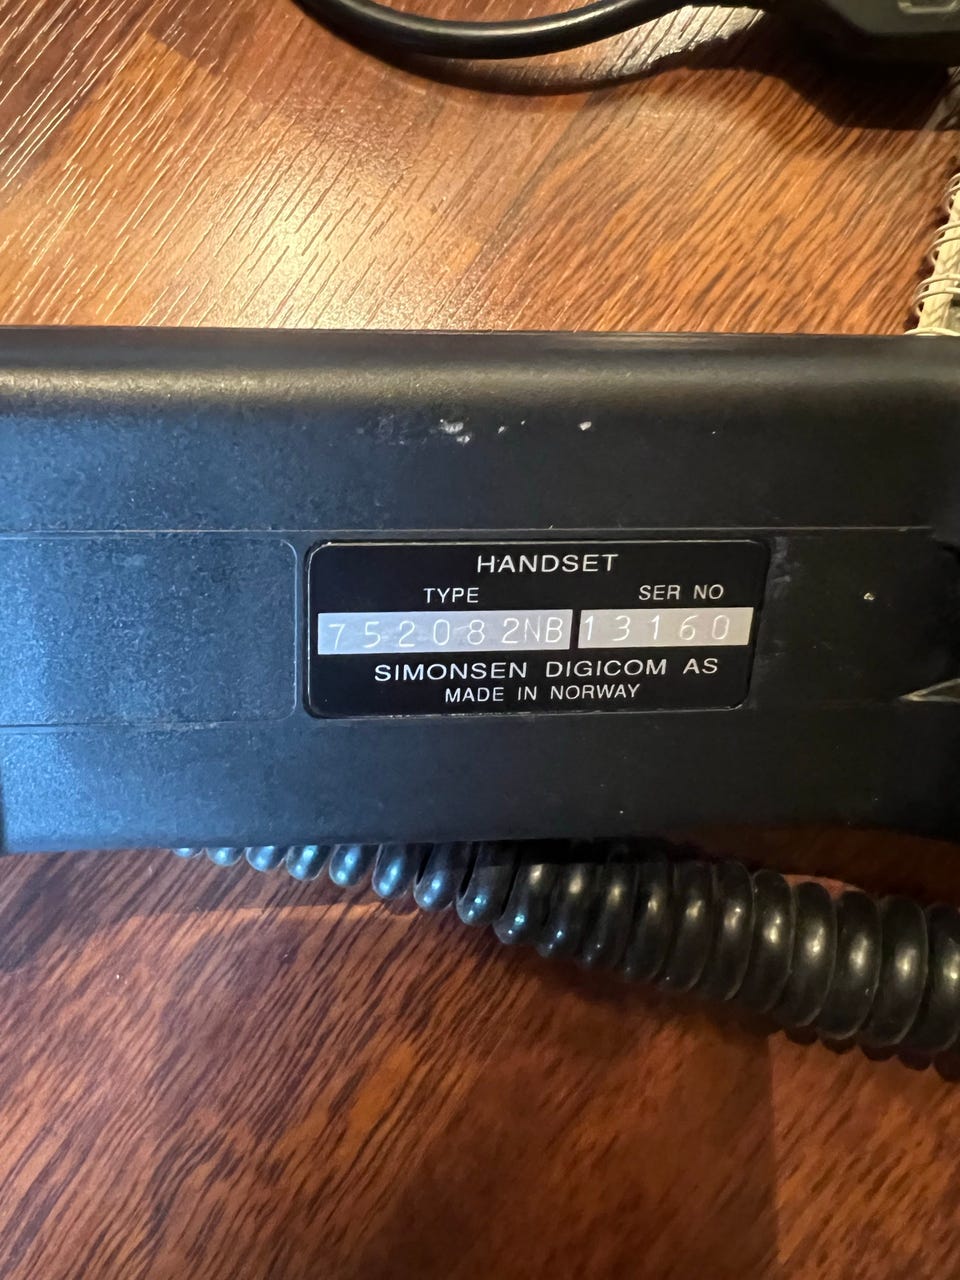 HANDSET
TYPE SER NO
752082NB 13160
SIMONSEN DIGICOM AS
MADE IN NORWAY